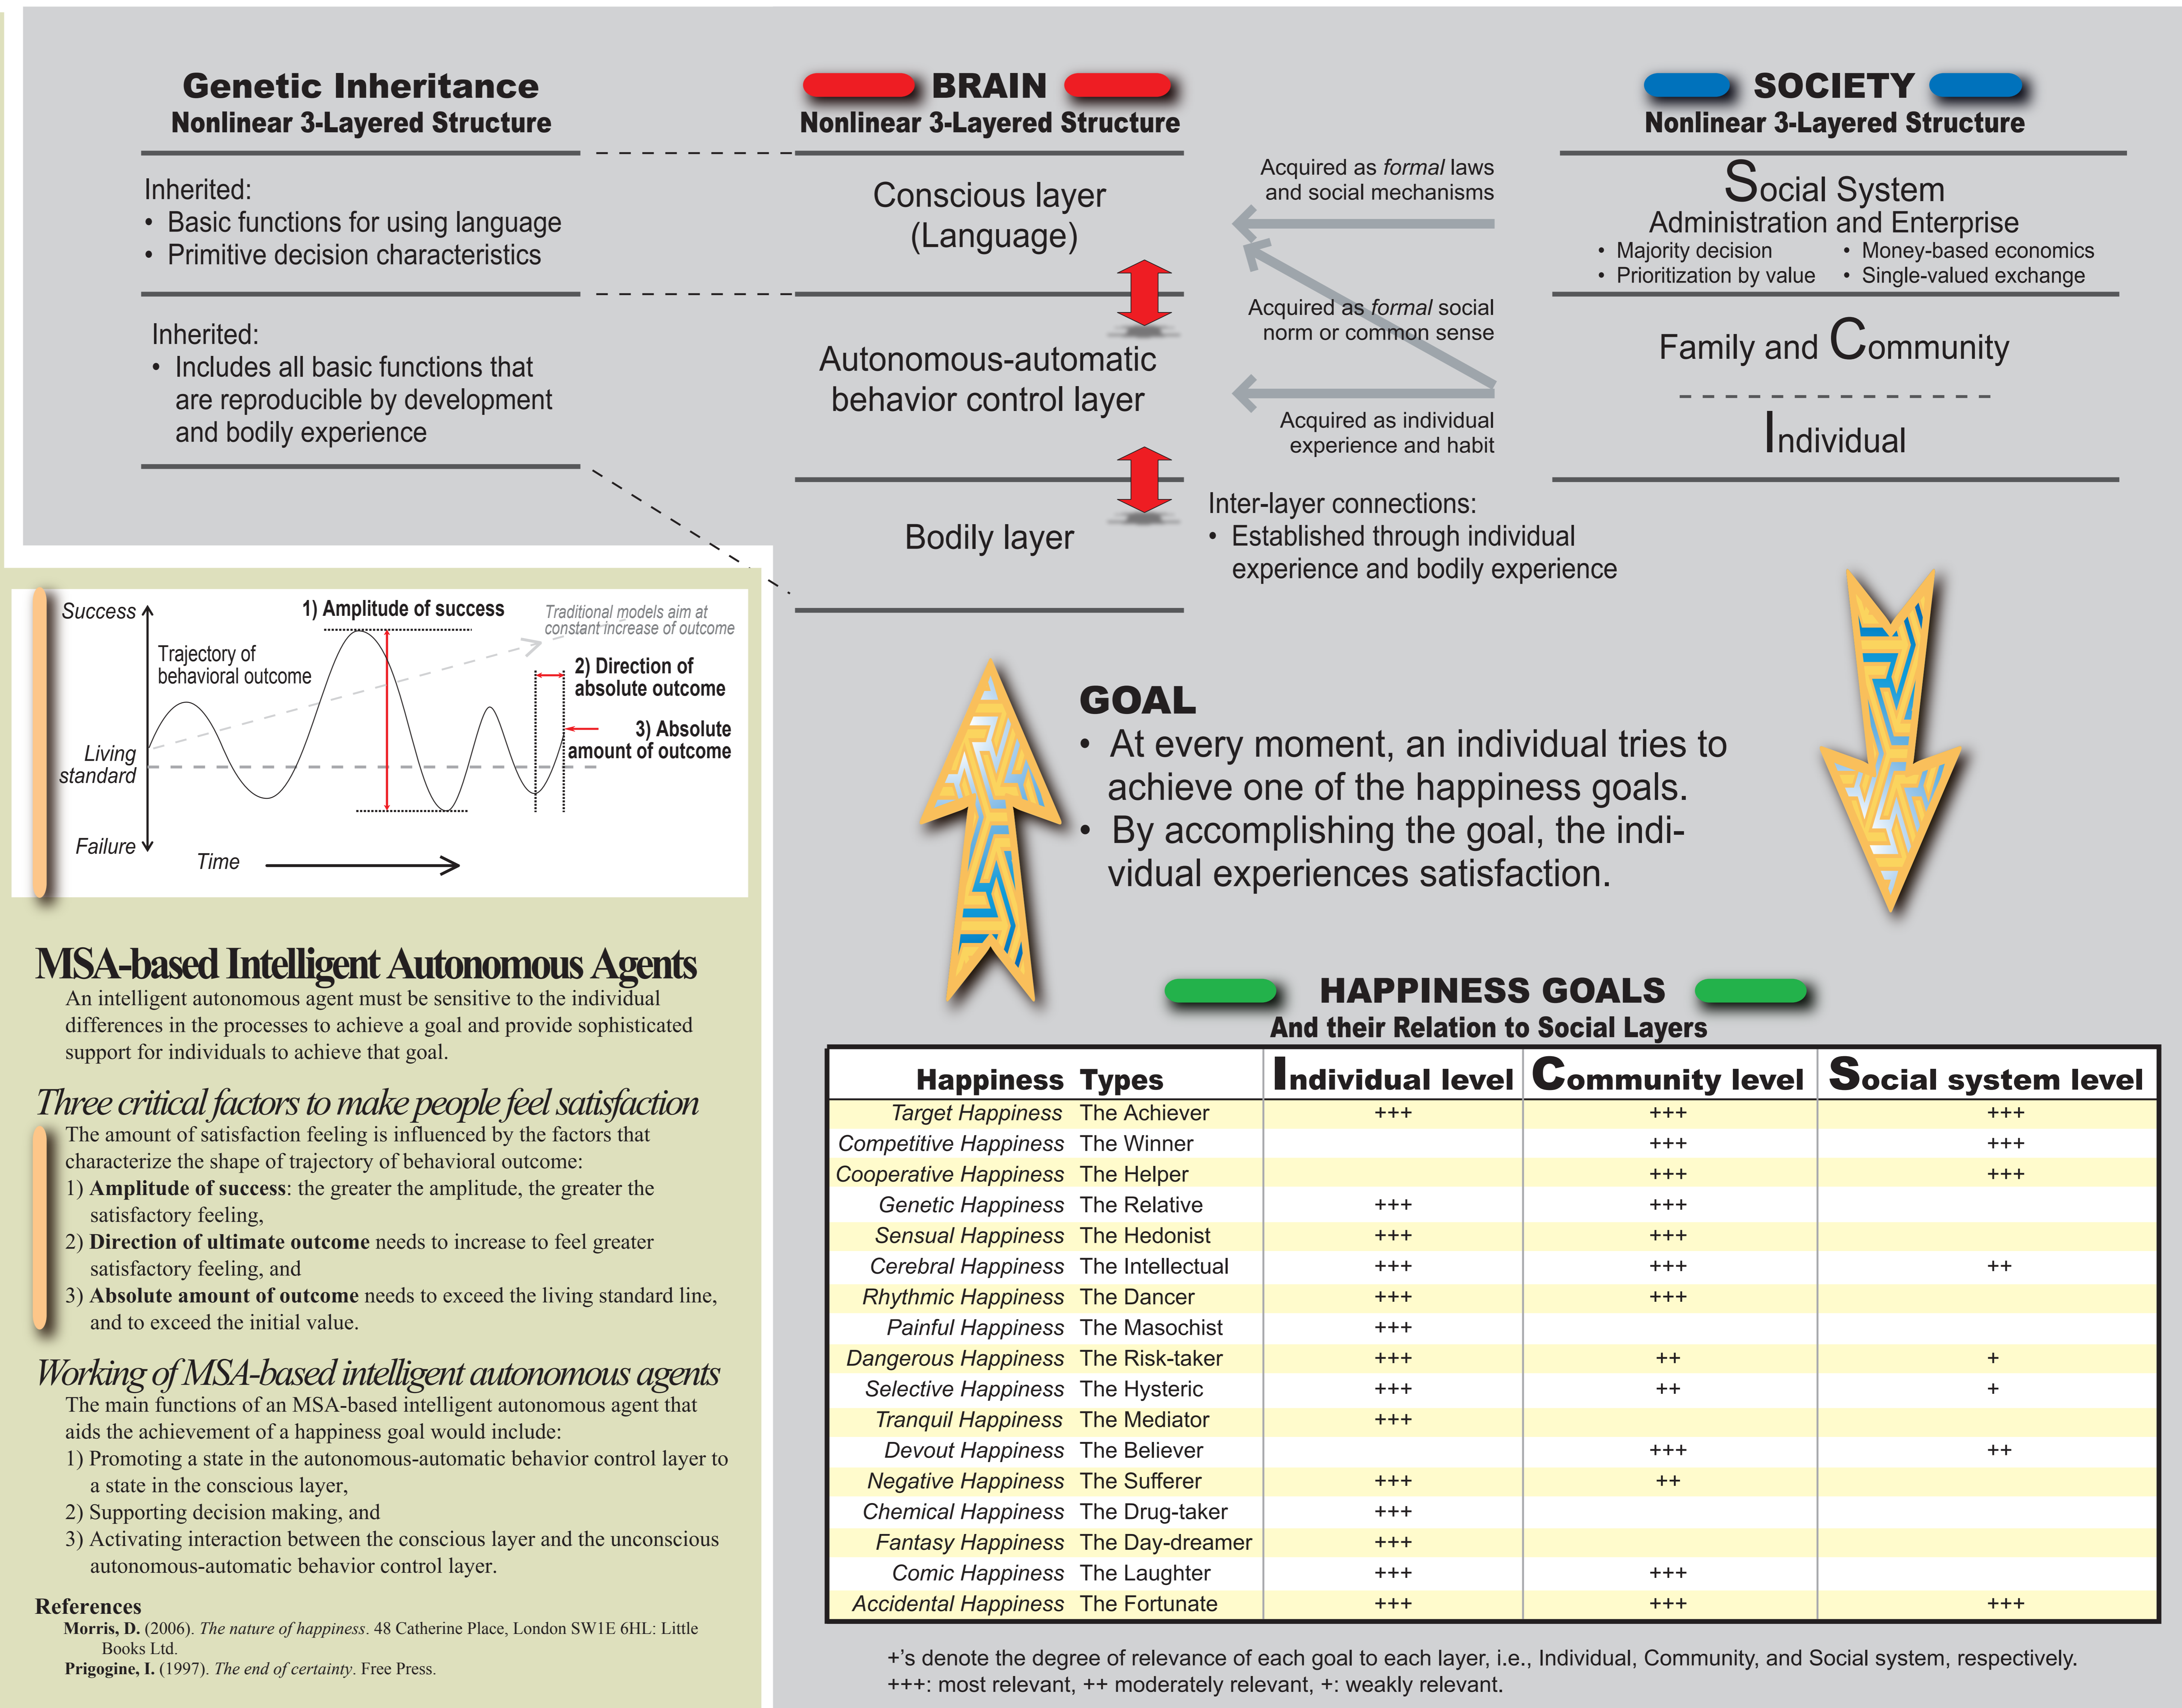 Genetic Inheritance
Nonlinear 3-Layered Structure
Inherited:
• Basic functions for using language
• Primitive decision characteristics
Inherited:
• Includes all basic functions that
are reproducible by development
and bodily experience
BRAIN
Nonlinear 3-Layered Structure
Conscious layer
(Language)
Autonomous-automatic
behavior control layer
Bodily layer
Acquired as formal laws
and social mechanisms
Acquired as formal social
norm or common sense
Acquired as individual
experience and habit
Inter-layer connections:
• Established through individual
experience and bodily experience
SOCIETY
Nonlinear 3-Layered Structure
Social System
Administration and Enterprise
• Majority decision • Money-based economics
• Prioritization by value • Single-valued exchange
Family and Community
Individual
Success
Living
standard
Failure
Time
Trajectory of
behavioral outcome
1) Amplitude of success
Traditional models aim at
constant increase of outcome
2) Direction of
absolute outcome
3) Absolute
amount of outcome
MSA-based Intelligent Autonomous Agents
An intelligent autonomous agent must be sensitive to the individual
differences in the processes to achieve a goal and provide sophisticated
support for individuals to achieve that goal.
Three critical factors to make people feel satisfaction
The amount of satisfaction feeling is influenced by the factors that
characterize the shape of trajectory of behavioral outcome:
1) Amplitude of success: the greater the amplitude, the greater the
satisfactory feeling,
2) Direction of ultimate outcome needs to increase to feel greater
satisfactory feeling, and
3) Absolute amount of outcome needs to exceed the living standard line,
and to exceed the initial value.
Working of MSA-based intelligent autonomous agents
The main functions of an MSA-based intelligent autonomous agent that
aids the achievement of a happiness goal would include:
1) Promoting a state in the autonomous-automatic behavior control layer to
a state in the conscious layer,
2) Supporting decision making, and
3) Activating interaction between the conscious layer and the unconscious
autonomous-automatic behavior control layer.
References
Morris, D. (2006). The nature of happiness. 48 Catherine Place, London SW1E 6HL: Little
Books Ltd.
Prigogine, I. (1997). The end of certainty. Free Press.
GOAL
• At every moment, an individual tries to
achieve one of the happiness goals.
• By accomplishing the goal, the indi-
vidual experiences satisfaction.
HAPPINESS GOALS
And their Relation to Social Layers
Happiness Types Individual level Community level Social system level
Target Happiness The Achiever +++ +++ +++
Competitive Happiness The Winner +++ +++
Cooperative Happiness The Helper +++ +++
Genetic Happiness The Relative +++ +++
Sensual Happiness The Hedonist +++ +++
Cerebral Happiness The Intellectual +++ +++ ++
Rhythmic Happiness The Dancer +++ +++
Painful Happiness The Masochist +++
Dangerous Happiness The Risk-taker +++ ++ +
Selective Happiness The Hysteric +++ ++ +
Tranquil Happiness The Mediator +++
Devout Happiness The Believer +++ ++
Negative Happiness The Sufferer +++ ++
Chemical Happiness The Drug-taker +++
Fantasy Happiness The Day-dreamer +++
Comic Happiness The Laughter +++ +++
Accidental Happiness The Fortunate +++ +++ +++
+'s denote the degree of relevance of each goal to each layer, i.e., Individual, Community, and Social system, respectively.
+++: most relevant, ++ moderately relevant, +: weakly relevant.